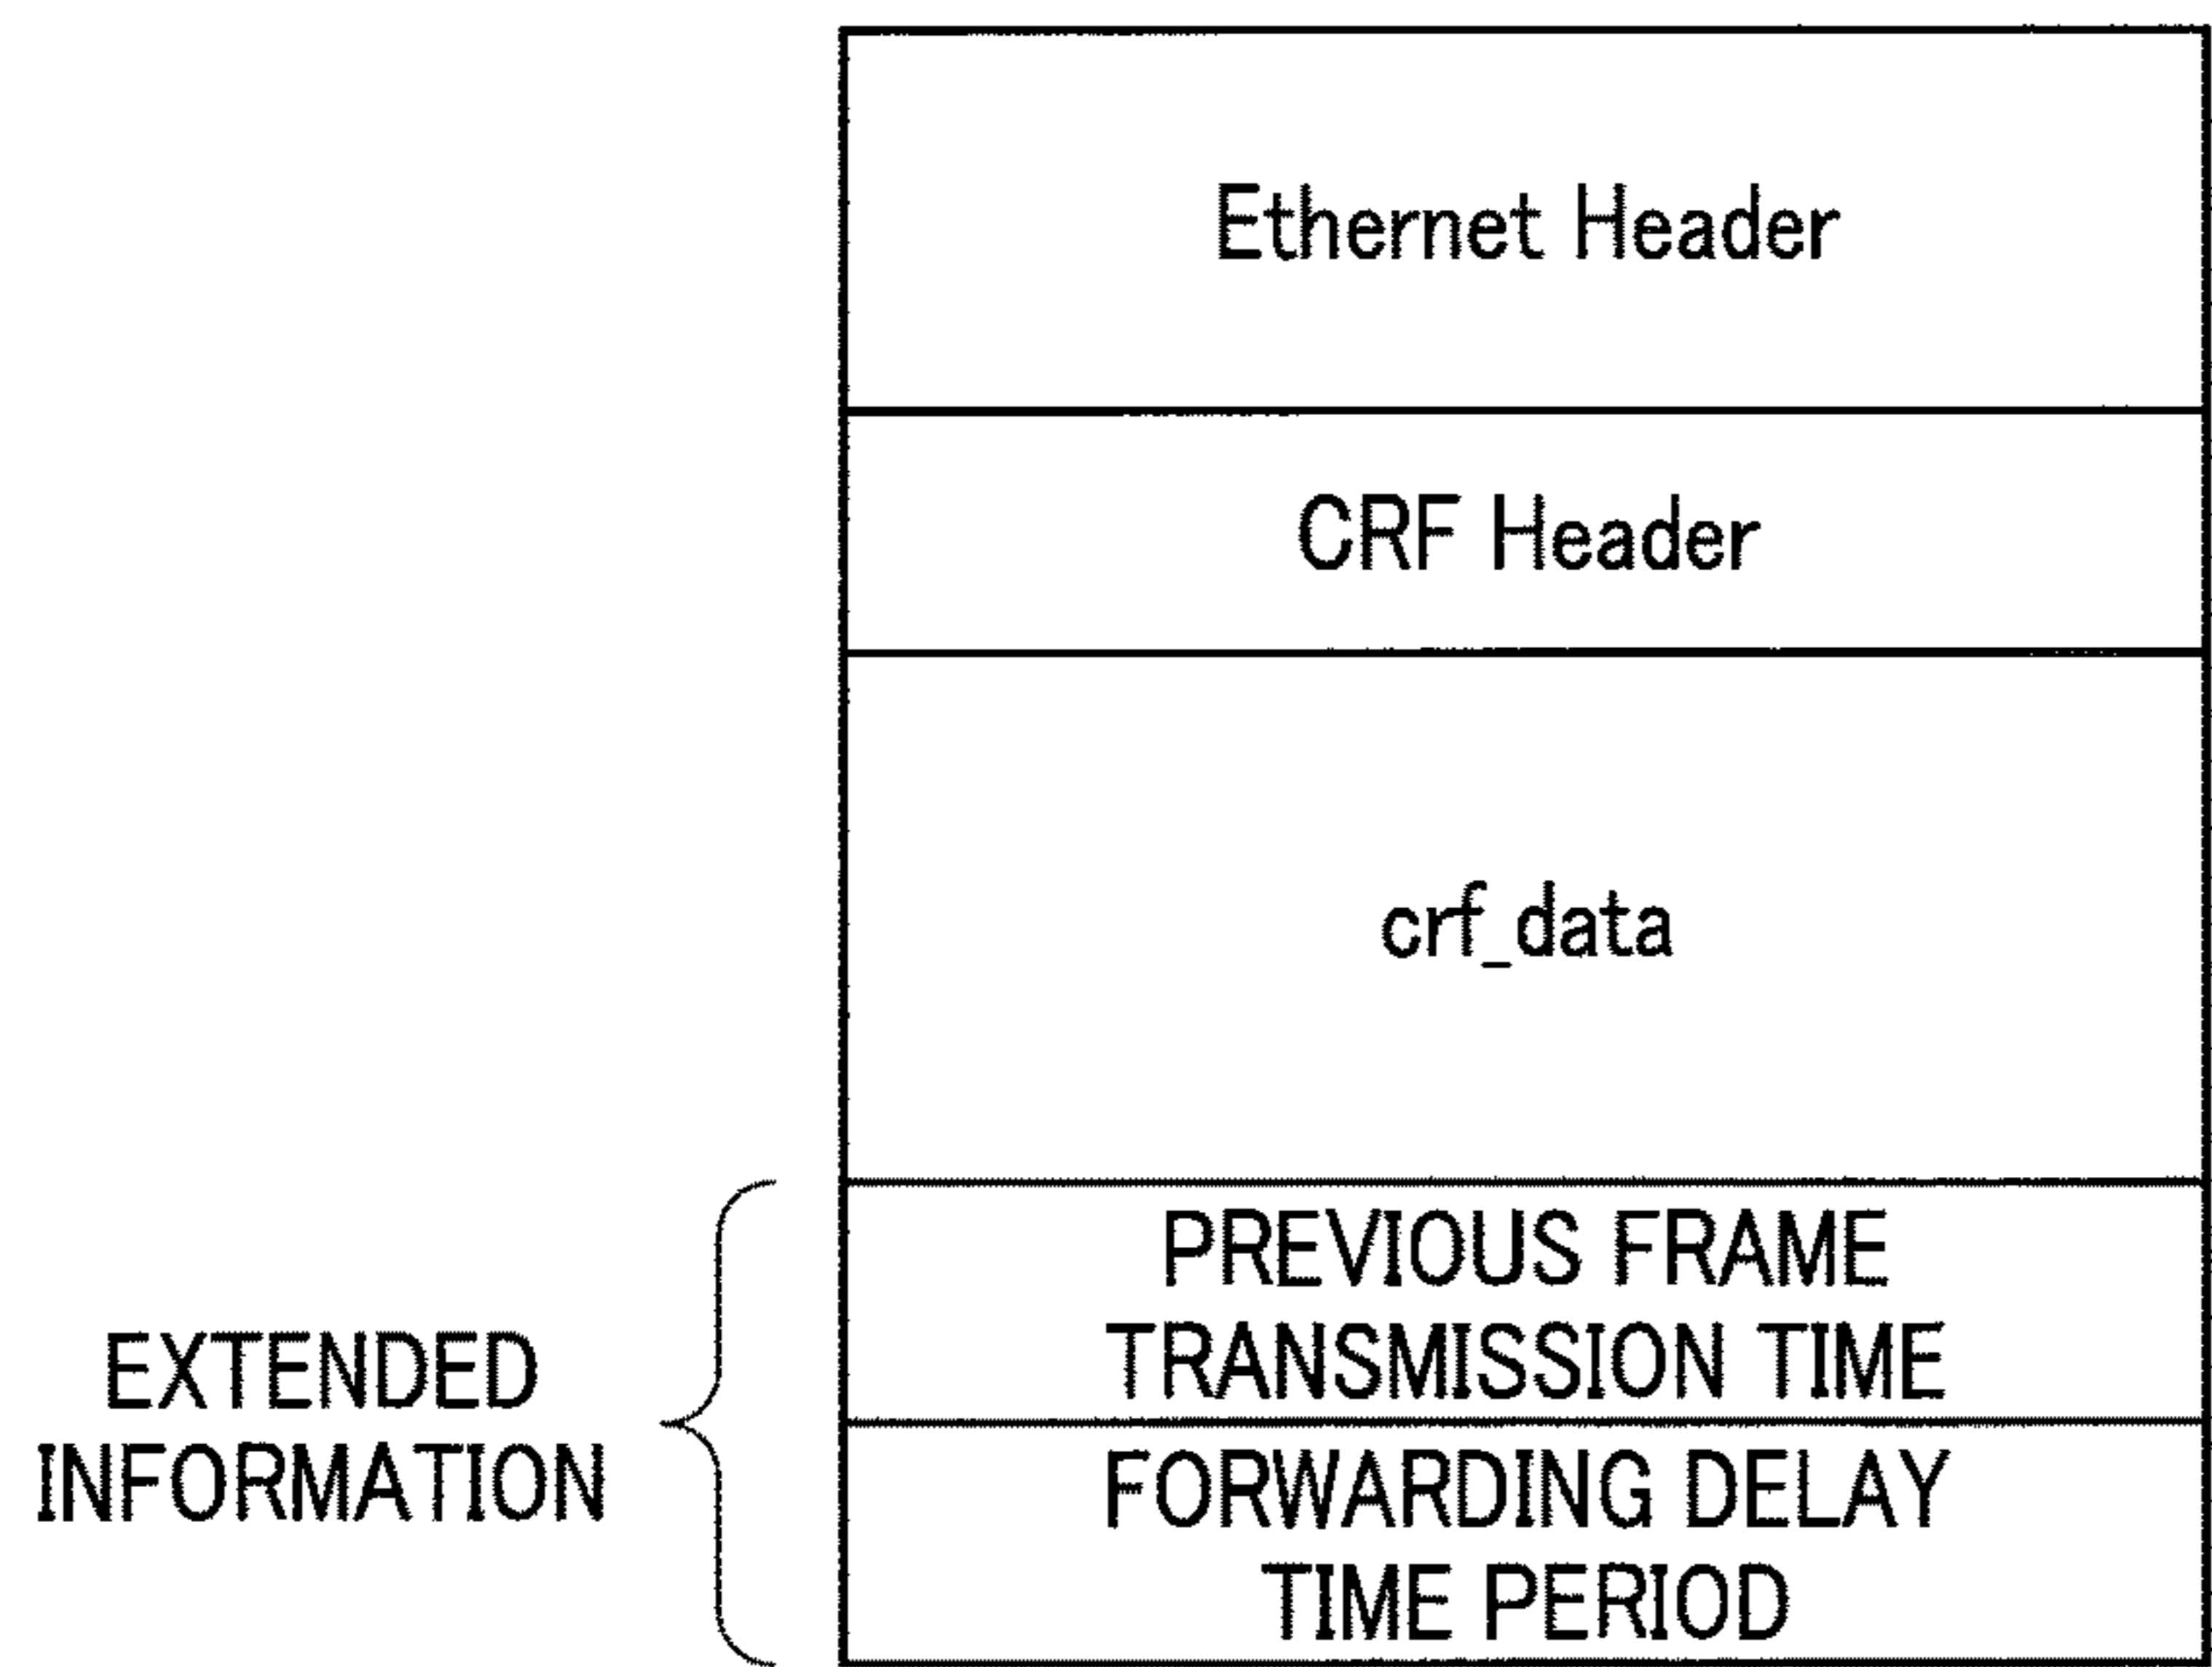 Ethernet Header
CRF Header
crf_data
PREVIOUS FRAME
TRANSMISSION TIME
EXTENDED
INFORMATION
FORWARDING DELAY
TIME PERIOD